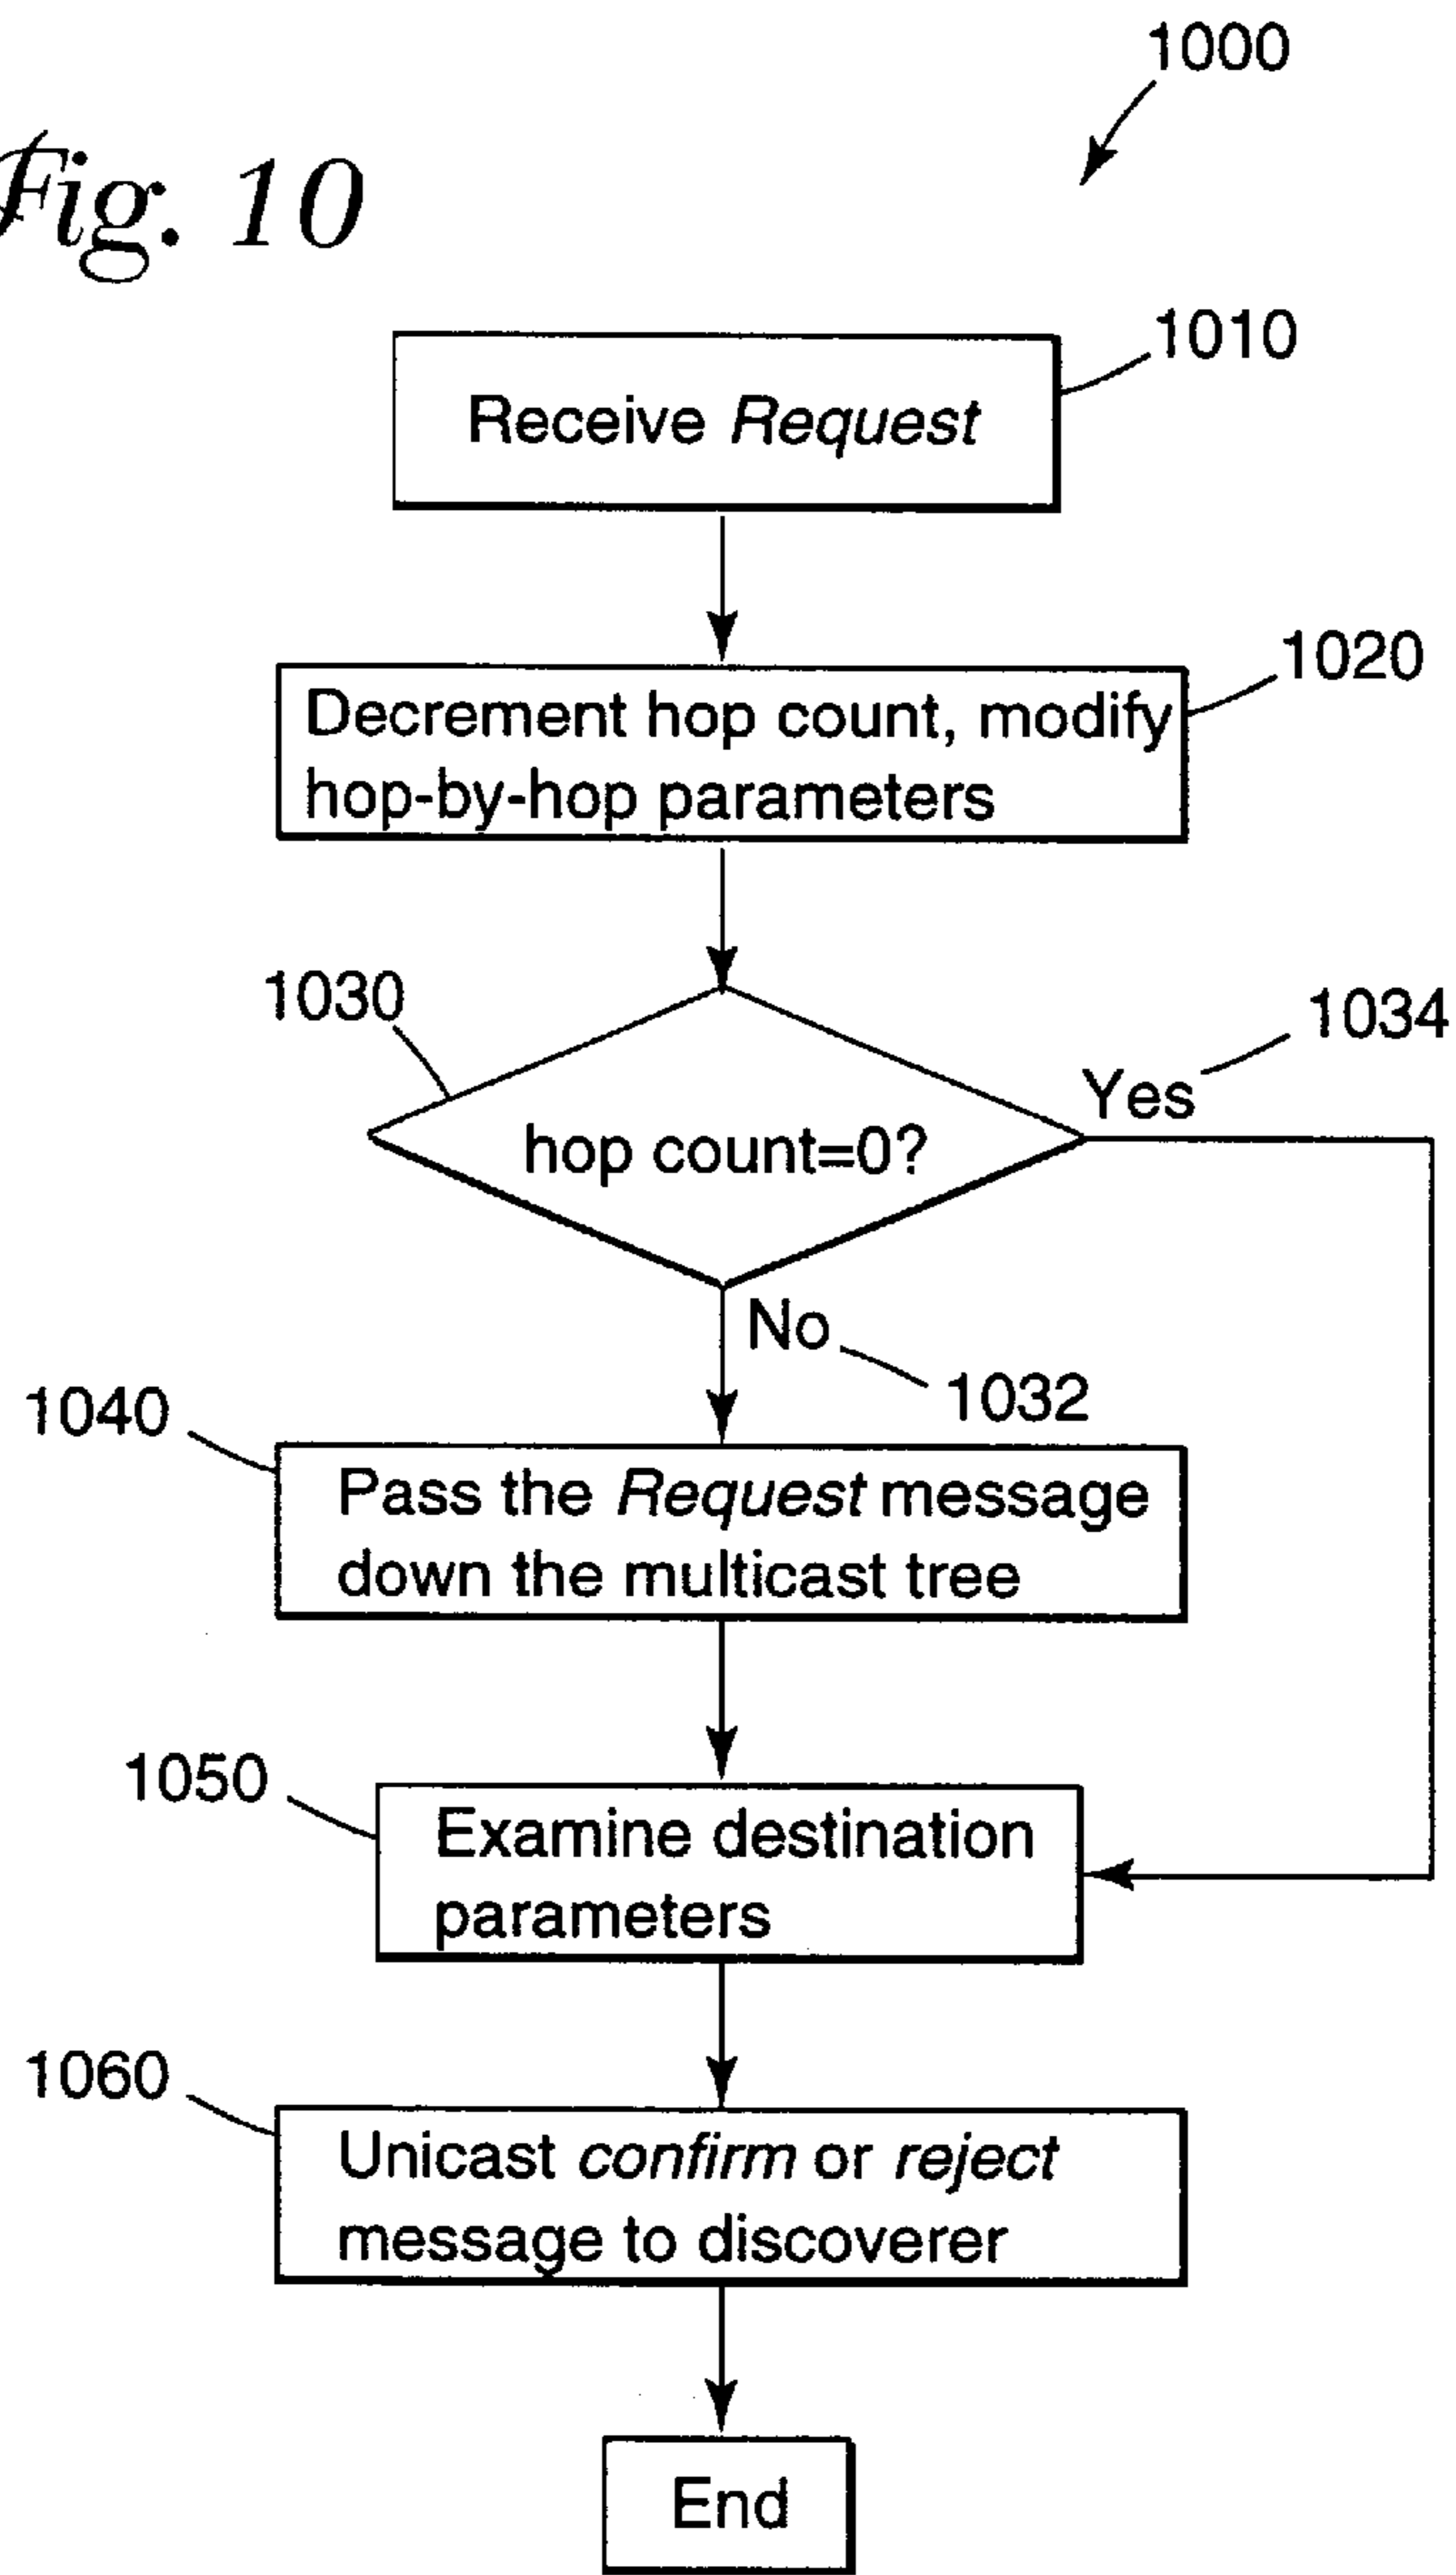 1000
Fig. 10
1010
Receive Request
1020
Decrement hop count, modify
hop-by-hop parameters
1030
1034
Yes
hop count=0?
No
1032
1040
Pass the Request message
down the multicast tree
1050
Examine destination
parameters
1060
Unicast confirm or reject
message to discoverer
End